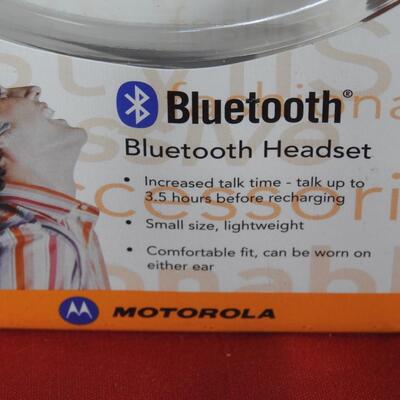 Bluetooth®
Bluetooth Headset
• Increased talk time - talk up to
3.5 hours before recharging
• Small size, lightweight
• Comfortable fit, can be worn on
either ear
MOTOROLA